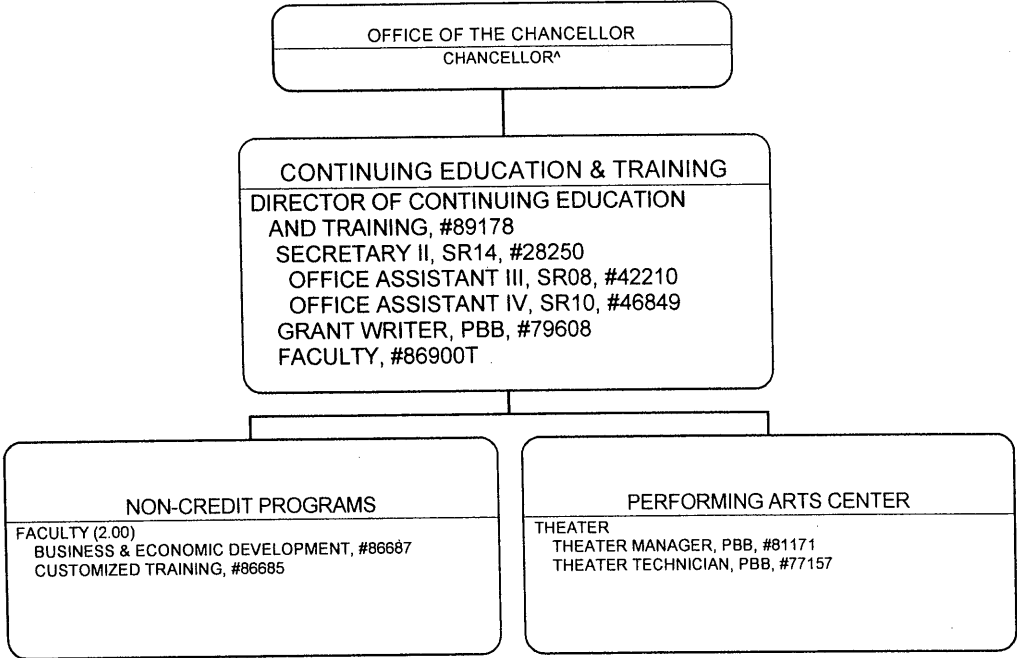 OFFICE OF THE CHANCELLOR
CHANCELLOR^
CONTINUING EDUCATION & TRAINING
DIRECTOR OF CONTINUING EDUCATION
AND TRAINING, #89178
SECRETARY II, SR14, #28250
OFFICE ASSISTANT III, SR08, #42210
OFFICE ASSISTANT IV, SR10, #46849
GRANT WRITER, PBB, #79608
FACULTY, #86900T
NON-CREDIT PROGRAMS
FACULTY (2.00)
BUSINESS & ECONOMIC DEVELOPMENT, #86687
CUSTOMIZED TRAINING, #86685
PERFORMING ARTS CENTER
THEATER
THEATER MANAGER, PBB, #81171
THEATER TECHNICIAN, PBB, #77157